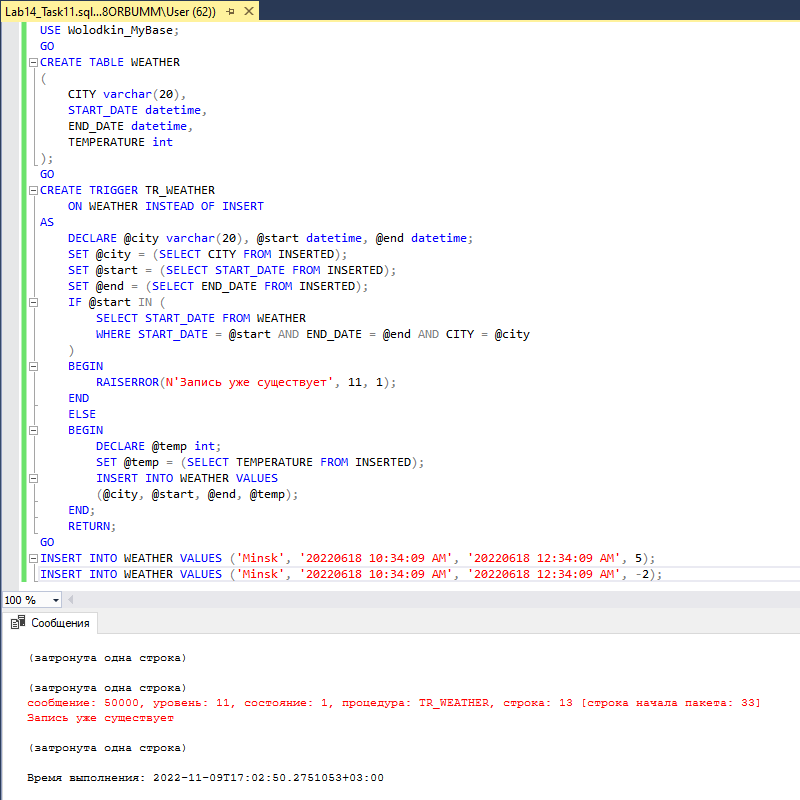 Lab14_Task11.sql...8ORBUMM\User (62))
USE Wolodkin_MyBase;
GO
CREATE TABLE WEATHER
(
CITY varchar(20),
START_DATE datetime,
END_DATE datetime,
TEMPERATURE int
);
GO
CREATE TRIGGER TR_WEATHER
ON WEATHER INSTEAD OF INSERT
AS
DECLARE @city varchar(20), @start datetime, @end datetime;
SET @city = (SELECT CITY FROM INSERTED);
SET @start = (SELECT START_DATE FROM INSERTED);
SET @end = (SELECT END_DATE FROM INSERTED);
IF @start IN (
SELECT START_DATE FROM WEATHER
WHERE START_DATE = @start AND END_DATE = @end AND CITY = @city
)
BEGIN
RAISERROR(N'Запись уже существует', 11, 1);
END
ELSE
BEGIN
DECLARE @temp int;
SET @temp = (SELECT TEMPERATURE FROM INSERTED);
INSERT INTO WEATHER VALUES
(@city, @start, @end, @temp);
END;
RETURN;
GO
INSERT INTO WEATHER VALUES ('Minsk', '20220618 10:34:09 AM', '20220618 12:34:09 AM', 5);
INSERT INTO WEATHER VALUES ('Minsk', '20220618 10:34:09 AM', '20220618 12:34:09 AM', -2);
100 %
Сообщения
(затронута одна строка)
(затронута одна строка)
сообщение: 50000, уровень: 11, состояние: 1, процедура: TR_WEATHER, строка: 13 [строка начала пакета: 33]
Запись уже существует
(затронута одна строка)
Время выполнения: 2022-11-09T17:02:50.2751053+03:00